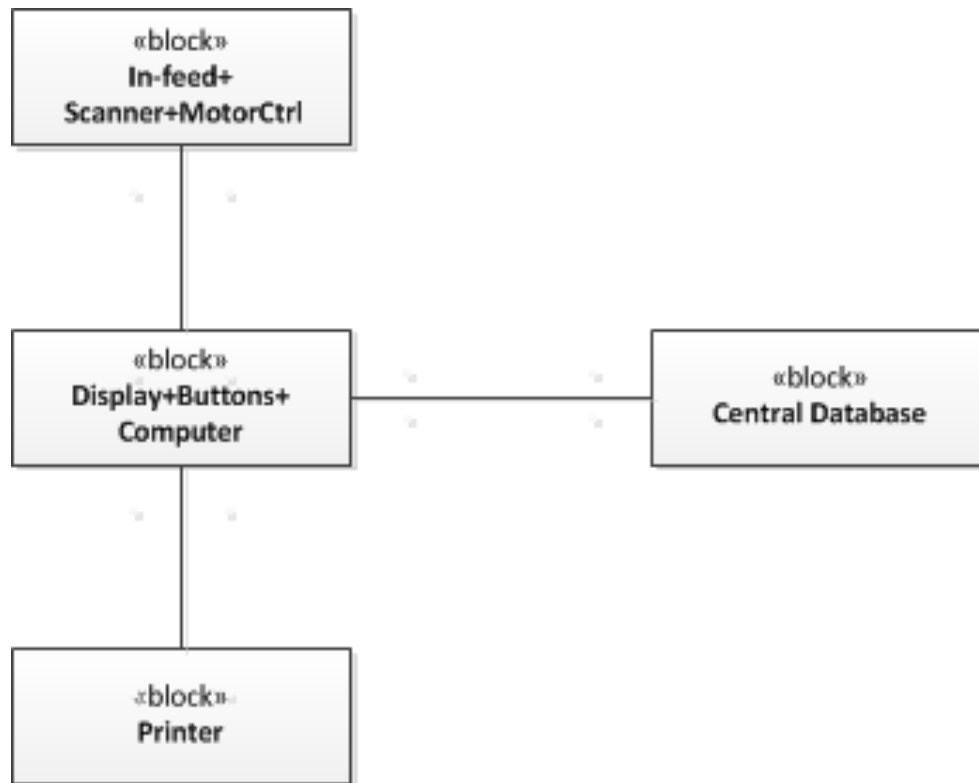 «block»
In-feed+
Scanner+MotorCtrl
«block»
Display+Buttons+
Computer
«block»
Central Database
«block»
Printer